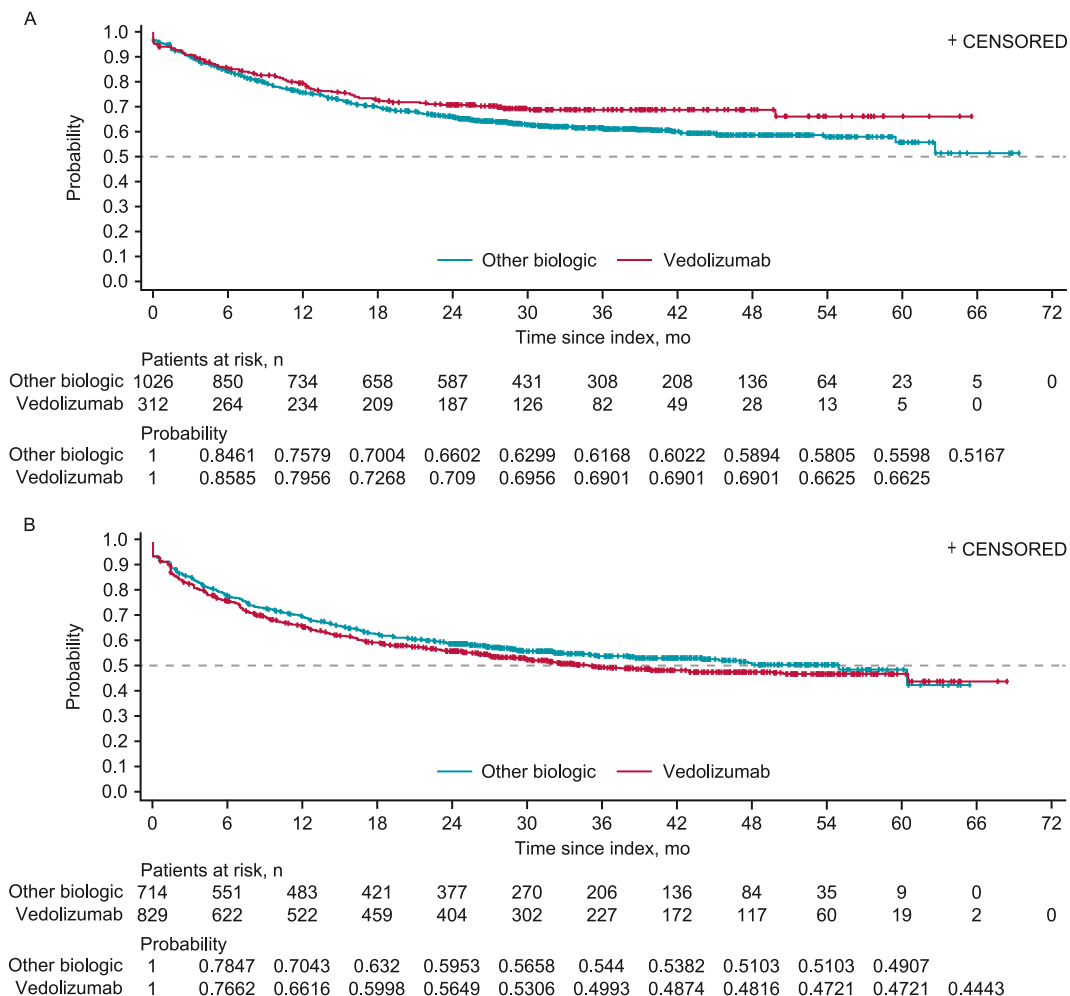 A
+ CENSORED
1.0
0.9
0.8
0.7
0.6
0.5
0.4
0.3
0.2
0.1
0.0
Probability
Other biologic Vedolizumab
0 6 12 18 24 30 36 42 48 54 60 66 72
Time since index, mo
Patients at risk, n
Other biologic 1026 850 734 658 587 431 308 208 136 64 23 5 0
Vedolizumab 312 264 234 209 187 126 82 49 28 13 5 0
Probability
Other biologic 1 0.8461 0.7579 0.7004 0.6602 0.6299 0.6168 0.6022 0.5894 0.5805 0.5598 0.5167
Vedolizumab 1 0.8585 0.7956 0.7268 0.709 0.6956 0.6901 0.6901 0.6901 0.6625 0.6625
B
+ CENSORED
1.0
0.9
0.8
0.7
0.6
0.5
0.4
0.3
0.2
0.1
0.0
Probability
Other biologic Vedolizumab
0 6 12 18 24 30 36 42 48 54 60 66 72
Time since index, mo
Patients at risk, n
Other biologic 714 551 483 421 377 270 206 136 84 35 9 0
Vedolizumab 829 622 522 459 404 302 227 172 117 60 19 2 0
Probability
Other biologic 1 0.7847 0.7043 0.632 0.5953 0.5658 0.544 0.5382 0.5103 0.5103 0.4907
Vedolizumab 1 0.7662 0.6616 0.5998 0.5649 0.5306 0.4993 0.4874 0.4816 0.4721 0.4721 0.4443